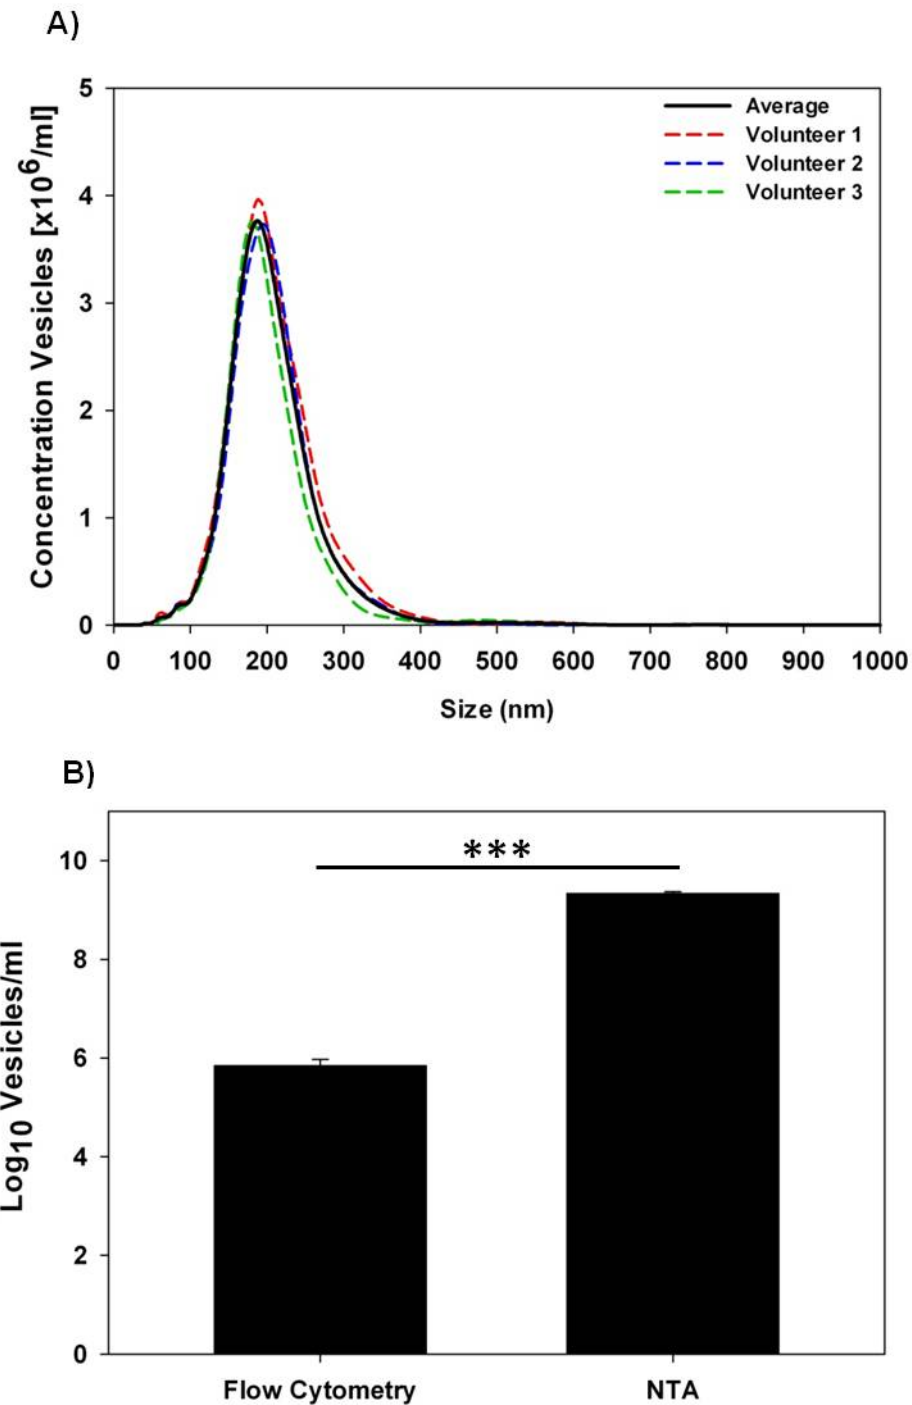 A)
Concentration Vesicles [x10⁶/ml]
5
4
3
2
1
0
Average
Volunteer 1
Volunteer 2
Volunteer 3
0 100 200 300 400 500 600 700 800 900 1000
Size (nm)
B)
Log₁₀ Vesicles/ml
10
8
6
4
2
0
***
Flow Cytometry NTA